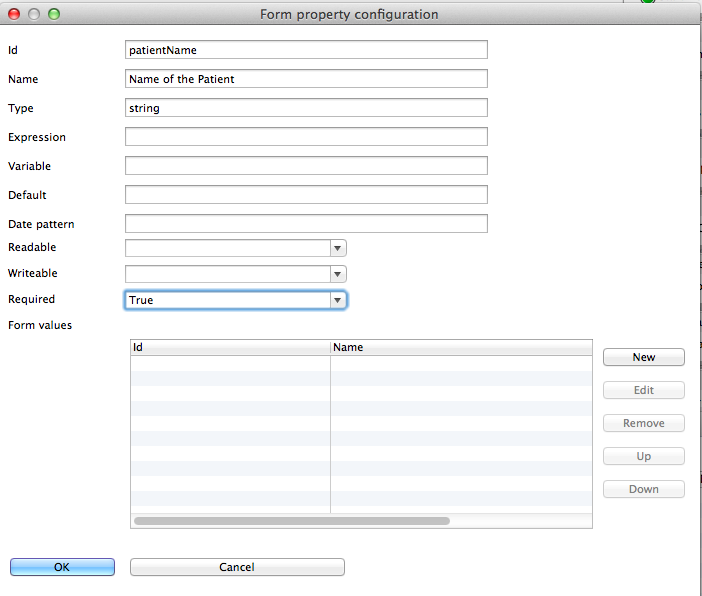 Form property configuration
Id patientName
Name Name of the Patient
Type string
Expression
Variable
Default
Date pattern
Readable
Writeable
Required True
Form values
Id Name
New
Edit
Remove
Up
Down
OK Cancel